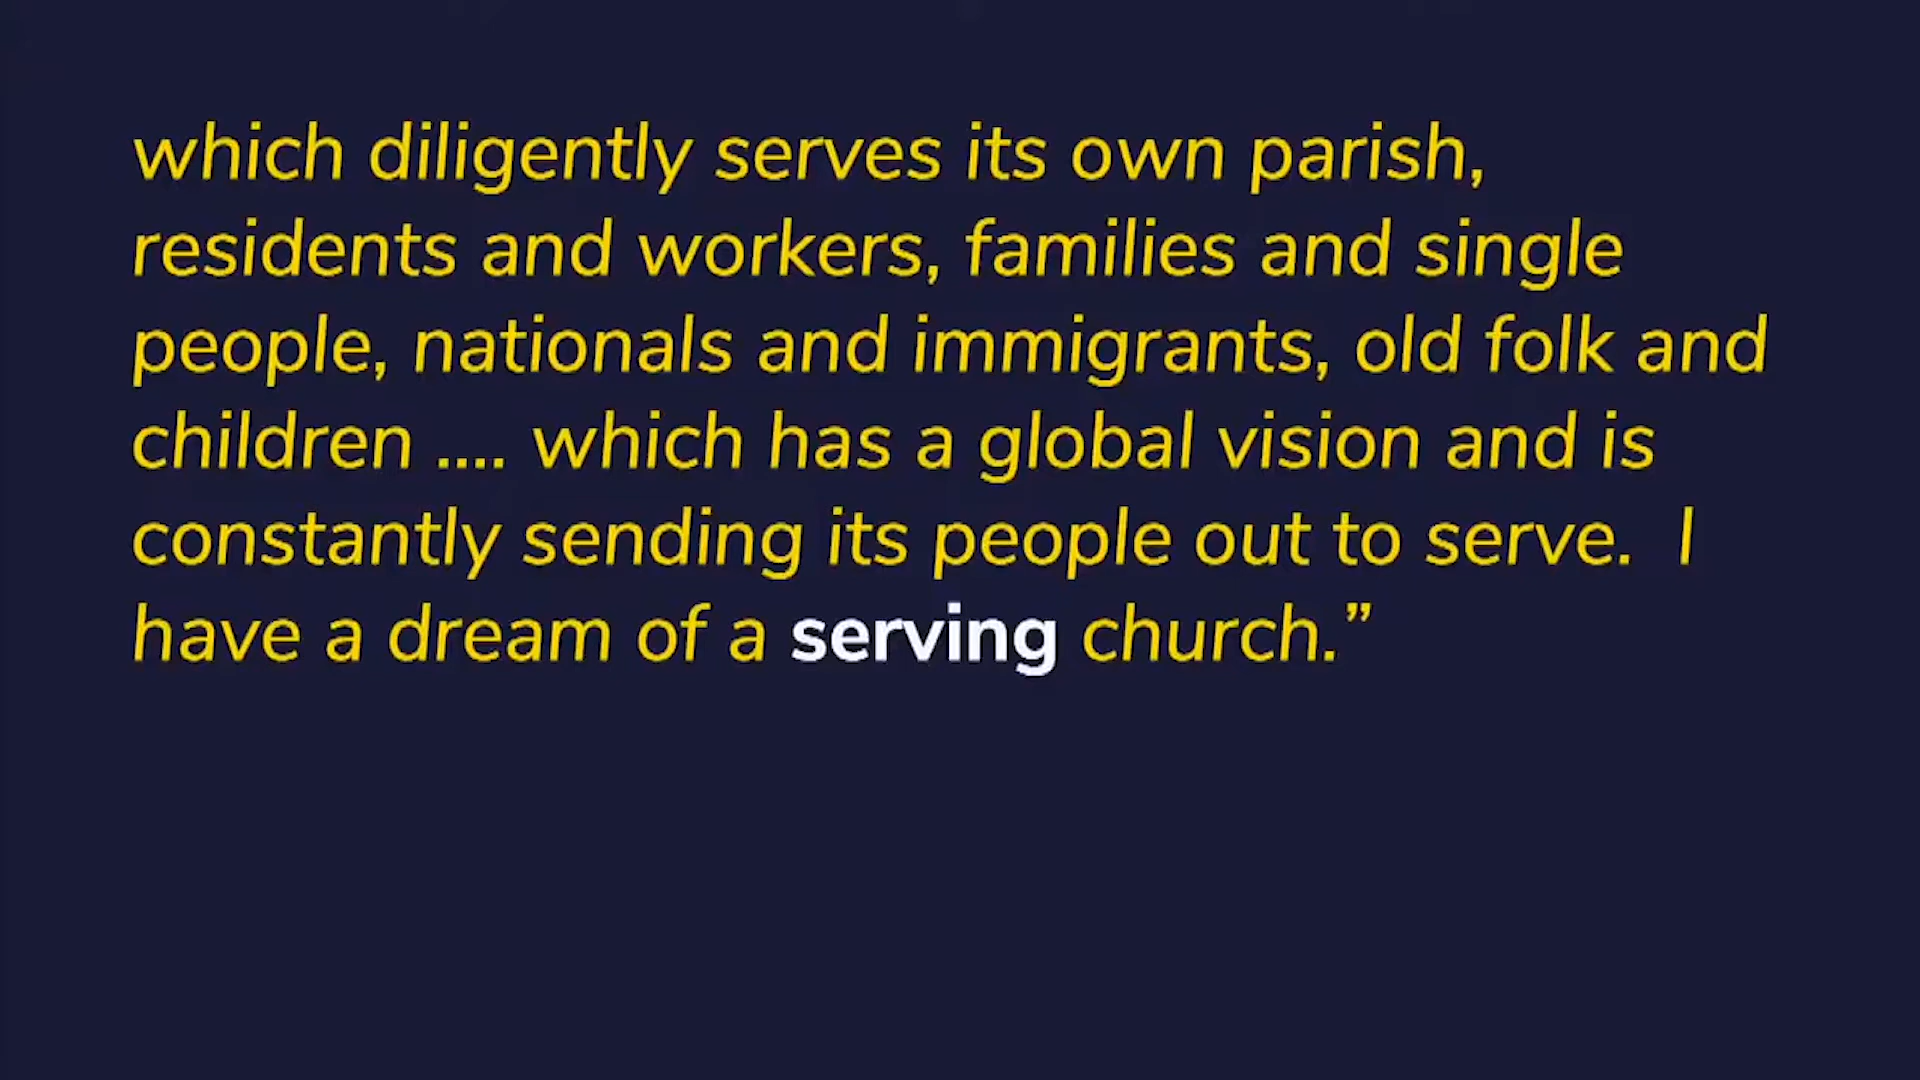 which diligently serves its own parish,
residents and workers, families and single
people, nationals and immigrants, old folk and
children .... which has a global vision and is
constantly sending its people out to serve.  I
have a dream of a serving church.”